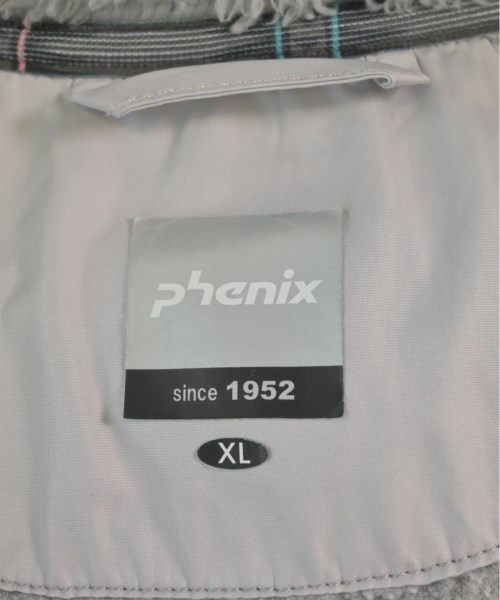 phenix
since 1952
XL